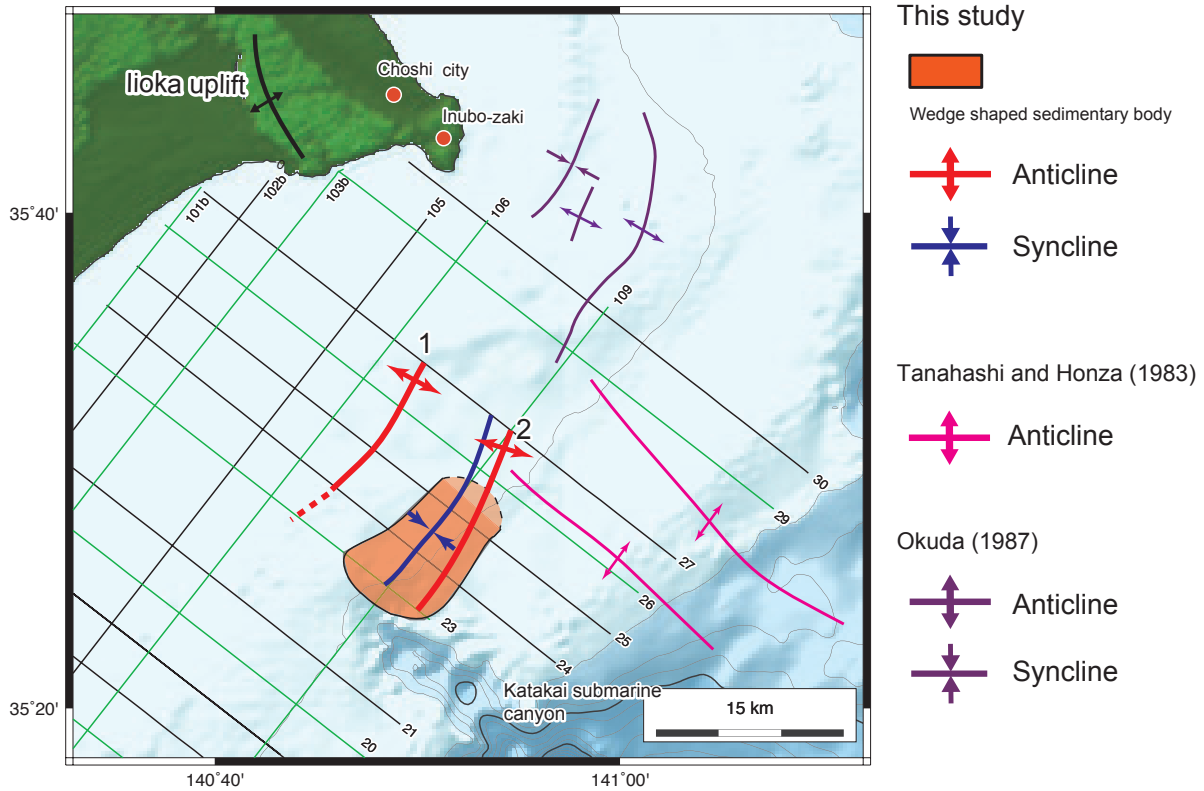 This study
Wedge shaped sedimentary body
Anticline
Syncline
Tanahashi and Honza (1983)
Anticline
Okuda (1987)
Anticline
Syncline
Iioka uplift
Choshi city
Inubo-zaki
35˚40'
35˚20'
140˚40'
141˚00'
101b
102b
103b
105
106
109
1
2
30
29
27
26
25
24
23
21
20
Katakai submarine
canyon
15 km